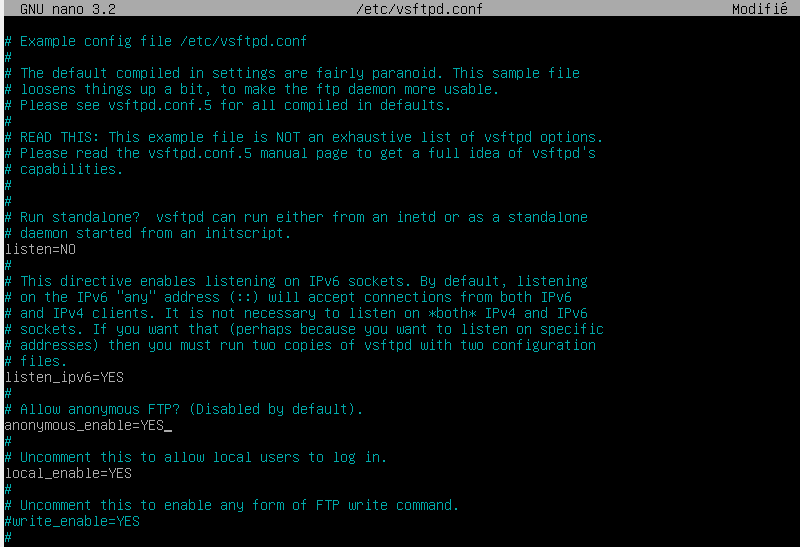 GNU nano 3.2 /etc/vsftpd.conf Modifié
# Example config file /etc/vsftpd.conf
#
# The default compiled in settings are fairly paranoid. This sample file
# loosens things up a bit, to make the ftp daemon more usable.
# Please see vsftpd.conf.5 for all compiled in defaults.
#
# READ THIS: This example file is NOT an exhaustive list of vsftpd options.
# Please read the vsftpd.conf.5 manual page to get a full idea of vsftpd's
# capabilities.
#
#
# Run standalone?  vsftpd can run either from an inetd or as a standalone
# daemon started from an initscript.
listen=NO
#
# This directive enables listening on IPv6 sockets. By default, listening
# on the IPv6 "any" address (::) will accept connections from both IPv6
# and IPv4 clients. It is not necessary to listen on *both* IPv4 and IPv6
# sockets. If you want that (perhaps because you want to listen on specific
# addresses) then you must run two copies of vsftpd with two configuration
# files.
listen_ipv6=YES
#
# Allow anonymous FTP? (Disabled by default).
anonymous_enable=YES
#
# Uncomment this to allow local users to log in.
local_enable=YES
#
# Uncomment this to enable any form of FTP write command.
#write_enable=YES
#